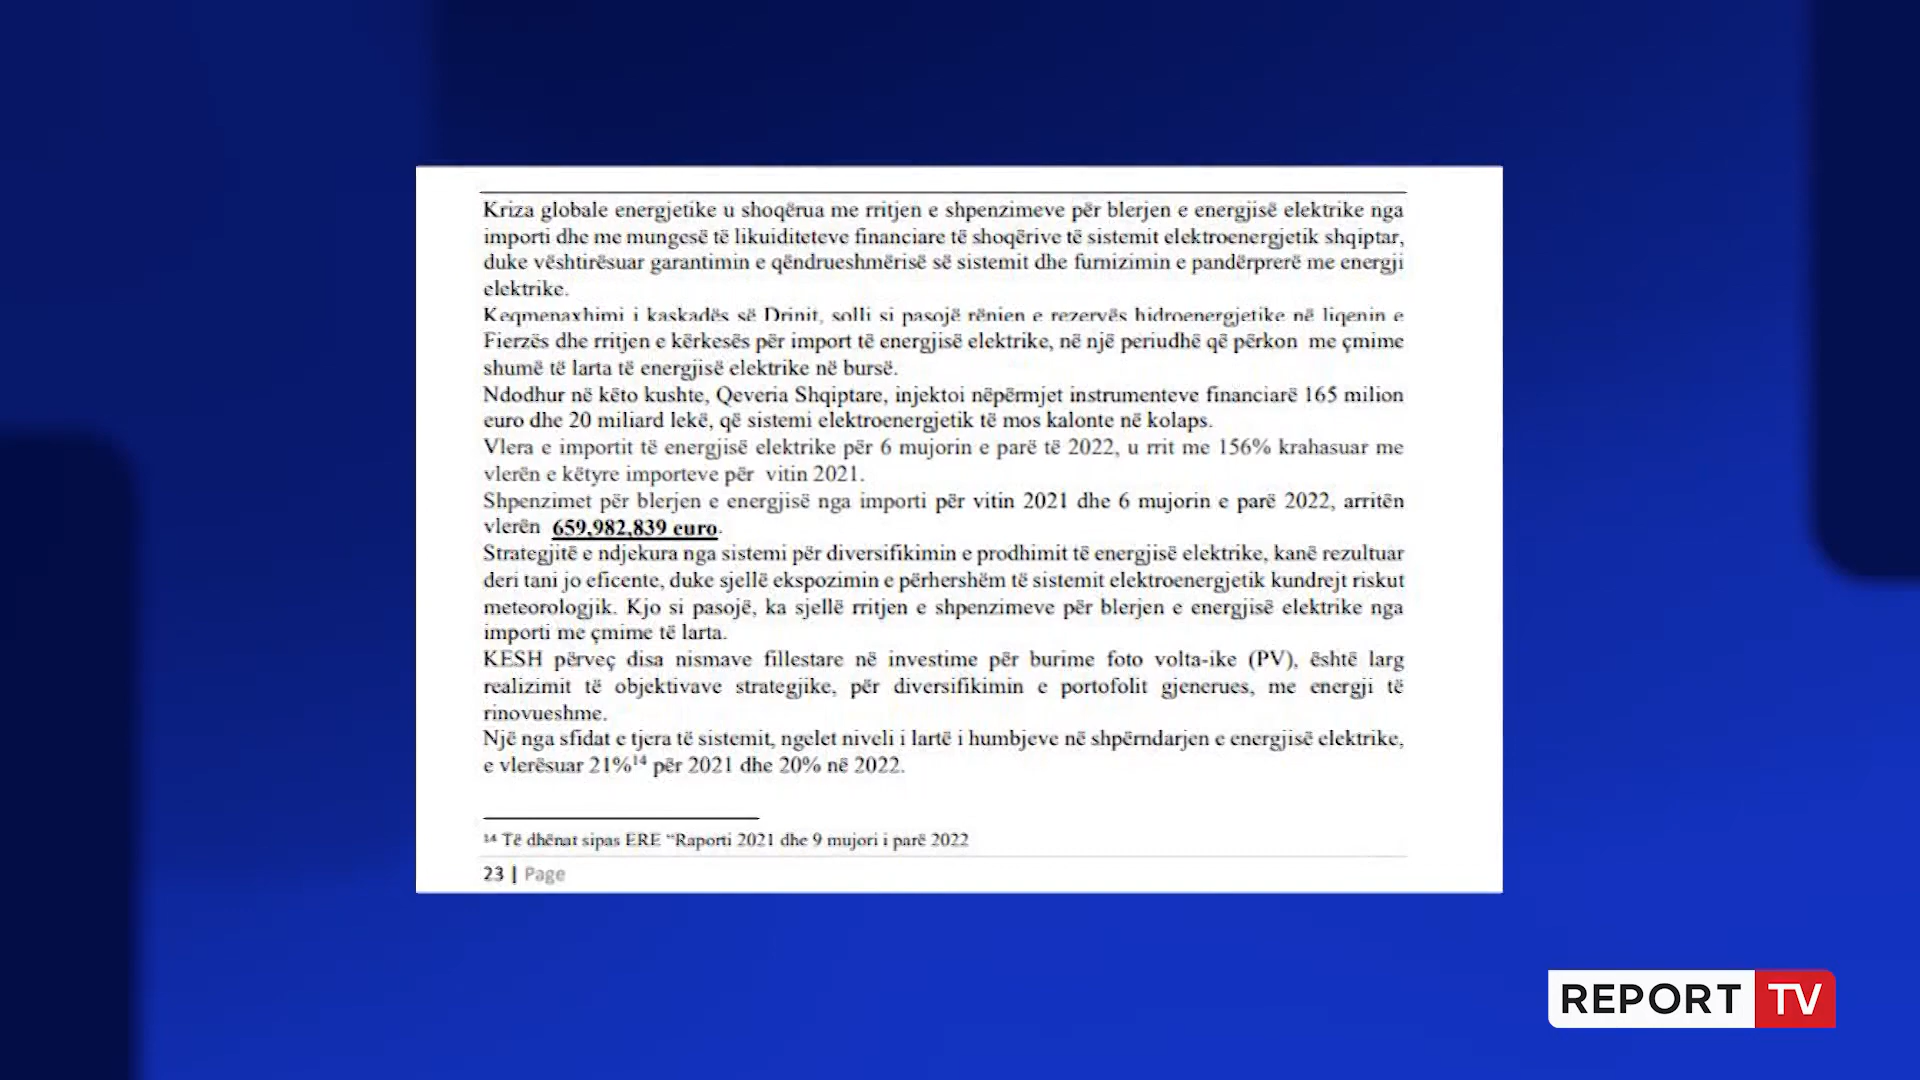 Kriza globale energjetike u shoqërua me rritjen e shpenzimeve për blerjen e energjisë elektrike nga
importi dhe me mungesë të likuiditeteve financiare të shoqërive të sistemit elektroenergjetik shqiptar,
duke vështirësuar garantimin e qëndrueshmërisë së sistemit dhe furnizimin e pandërprerë me energji
elektrike.
Keqmenaxhimi i kaskadës së Drinit, solli si pasojë rënien e rezervës hidroenergjetike në liqenin e
Fierzës dhe rritjen e kërkesës për import të energjisë elektrike, në një periudhë që përkon me çmime
shumë të larta të energjisë elektrike në bursë.
Ndodhur në këto kushte, Qeveria Shqiptare, injektoi nëpërmjet instrumenteve financiarë 165 milion
euro dhe 20 miliard lekë, që sistemi elektroenergjetik të mos kalonte në kolaps.
Vlera e importit të energjisë elektrike për 6 mujorin e parë të 2022, u rrit me 156% krahasuar me
vlerën e këtyre importeve për vitin 2021.
Shpenzimet për blerjen e energjisë nga importi për vitin 2021 dhe 6 mujorin e parë 2022, arritën
vlerën 659,982,839 euro.
Strategjitë e ndjekura nga sistemi për diversifikimin e prodhimit të energjisë elektrike, kanë rezultuar
deri tani jo eficente, duke sjellë ekspozimin e përhershëm të sistemit elektroenergjetik kundrejt riskut
meteorologjik. Kjo si pasojë, ka sjellë rritjen e shpenzimeve për blerjen e energjisë elektrike nga
importi me çmime të larta.
KESH përveç disa nismave fillestare në investime për burime foto volta-ike (PV), është larg
realizimit të objektivave strategjike, për diversifikimin e portofolit gjenerues, me energji të
rinovueshme.
Një nga sfidat e tjera të sistemit, ngelet niveli i lartë i humbjeve në shpërndarjen e energjisë elektrike,
e vlerësuar 21%¹⁴ për 2021 dhe 20% në 2022.
¹⁴ Të dhënat sipas ERE “Raporti 2021 dhe 9 mujori i parë 2022
23 | Page
REPORT TV